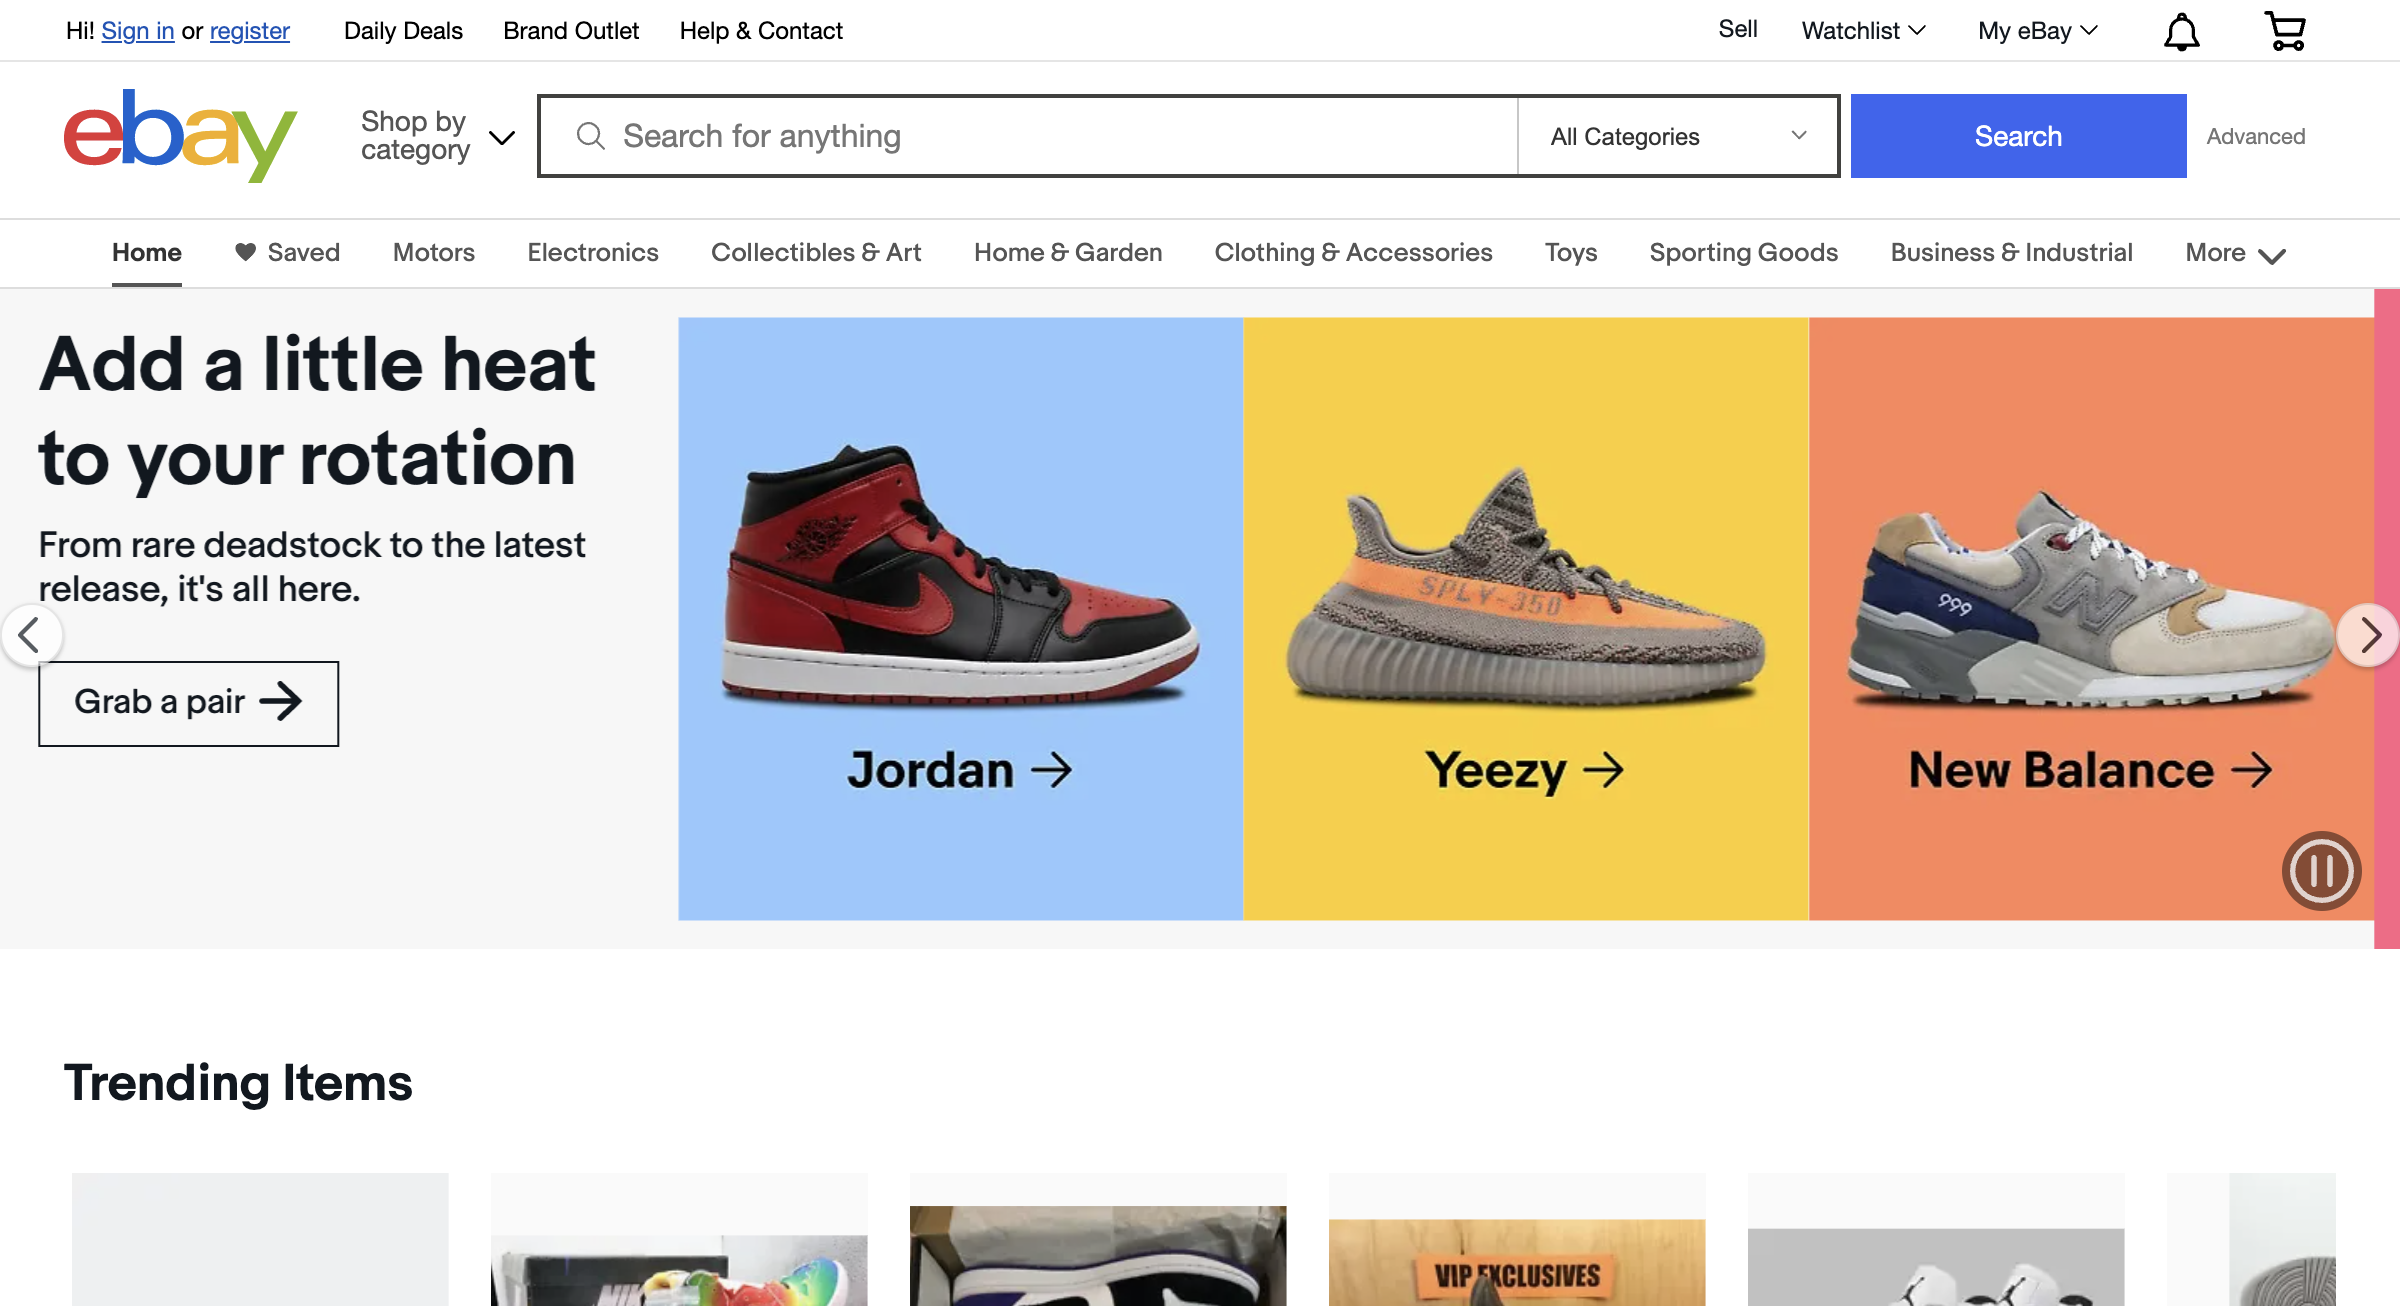 Hi! Sign in or register Daily Deals Brand Outlet Help & Contact Sell Watchlist My eBay
ebay
Shop by
category
Search for anything All Categories Search Advanced
Home Saved Motors Electronics Collectibles & Art Home & Garden Clothing & Accessories Toys Sporting Goods Business & Industrial More
Add a little heat
to your rotation
From rare deadstock to the latest
release, it's all here.
Grab a pair
SPLY-350
999
N
Jordan
Yeezy
New Balance
Trending Items
VIP EXCLUSIVES